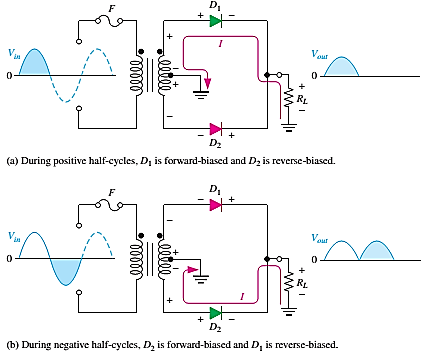 D1
F
+ −
Vin
+
I
Vout
0
−
+
0
+
RL
−
−
− +
D2
(a) During positive half-cycles, D1 is forward-biased and D2 is reverse-biased.
D1
F
− +
Vin
−
Vout
0
+
−
0
+
RL
−
+
I
+ −
D2
(b) During negative half-cycles, D2 is forward-biased and D1 is reverse-biased.